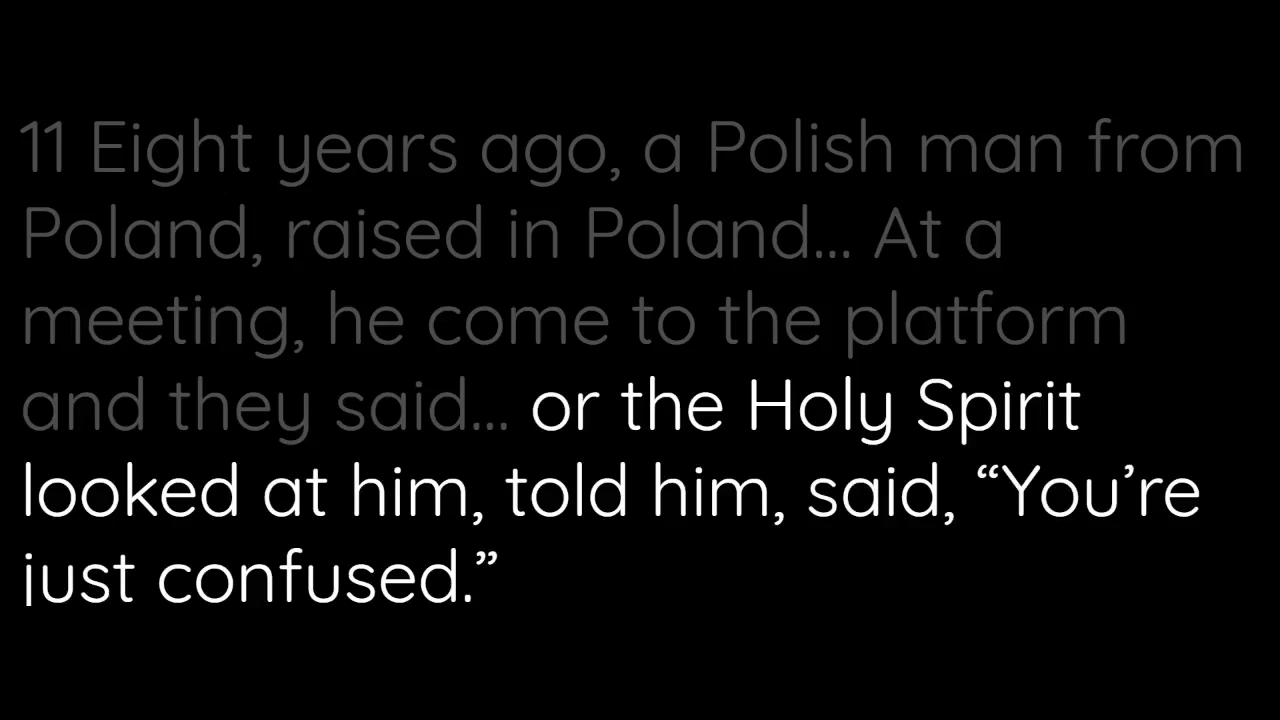 11 Eight years ago, a Polish man from
Poland, raised in Poland... At a
meeting, he come to the platform
and they said... or the Holy Spirit
looked at him, told him, said, “You’re
just confused.”